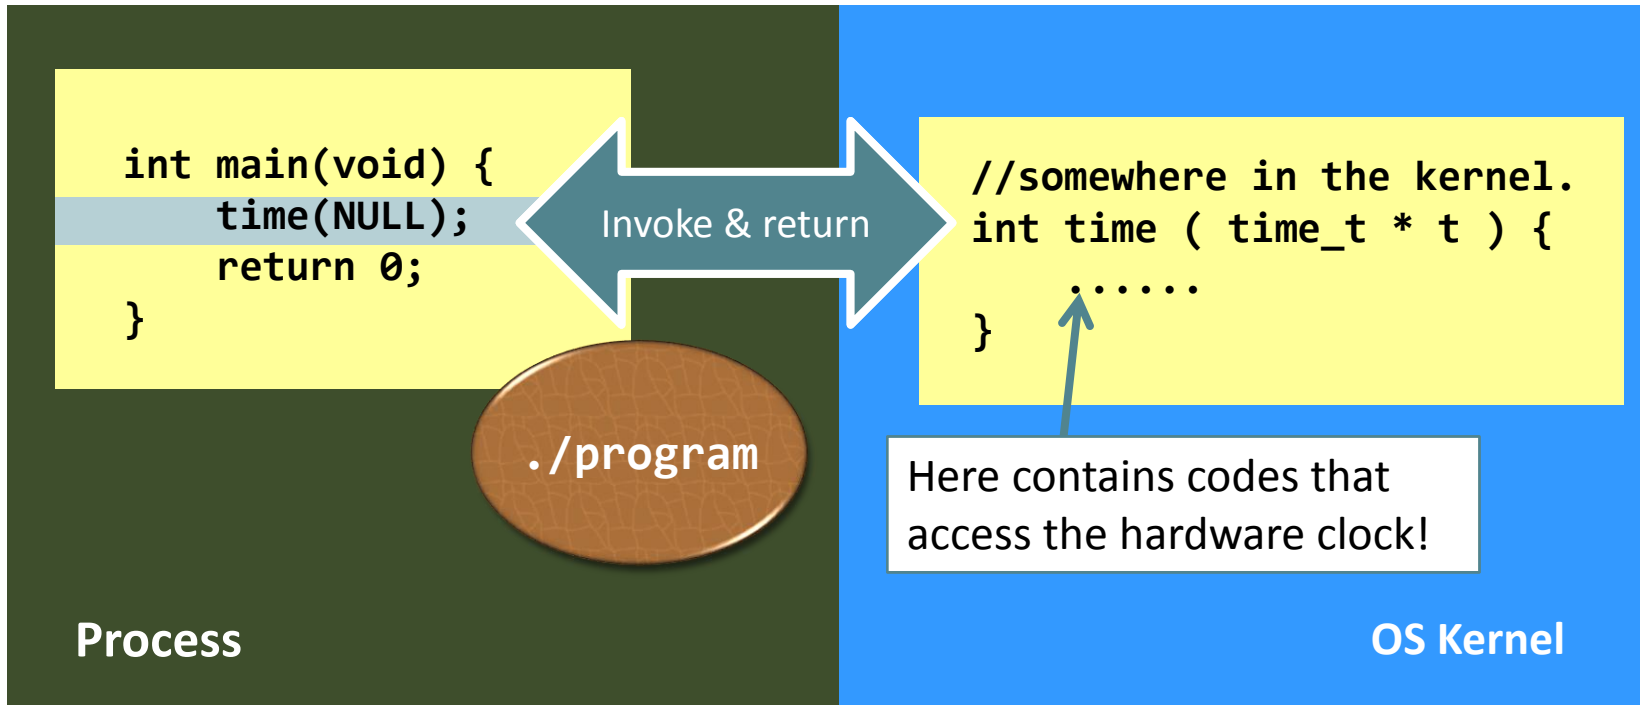 int main(void) {
    time(NULL);
    return 0;
}
Invoke & return
//somewhere in the kernel.
int time ( time_t * t ) {
    ......
}
./program
Here contains codes that
access the hardware clock!
Process
OS Kernel